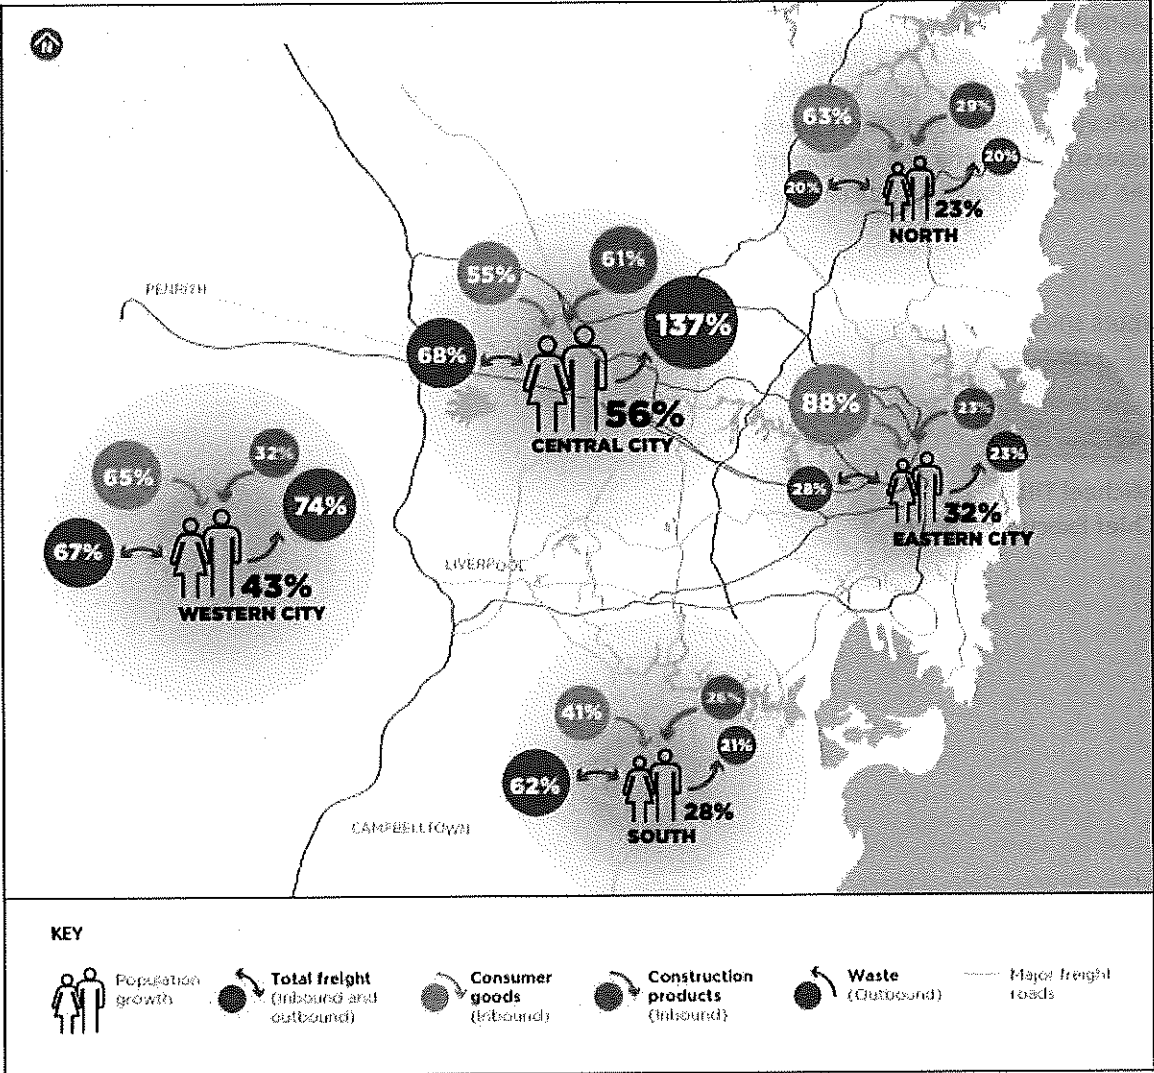 N
63%
29%
20%
20%
23%
NORTH
55%
61%
137%
68%
56%
CENTRAL CITY
PENRITH
88%
23%
23%
28%
32%
EASTERN CITY
65%
32%
74%
67%
43%
WESTERN CITY
LIVERPOOL
41%
21%
62%
28%
SOUTH
CAMPBELLTOWN
KEY
Population
growth
Total freight
(Inbound and
outbound)
Consumer
goods
(Inbound)
Construction
products
(Inbound)
Waste
(Outbound)
Major freight
roads